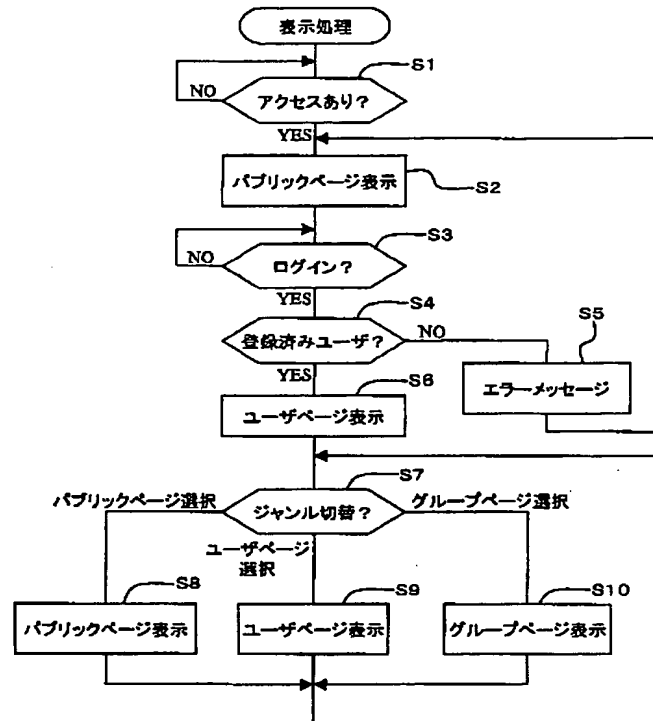 表示処理
S1
アクセスあり?
NO
YES
パブリックページ表示
S2
S3
ログイン?
NO
YES
S4
登録済みユーザ?
NO
S5
エラーメッセージ
YES
S6
ユーザページ表示
S7
ジャンル切替?
パブリックページ選択
グループページ選択
ユーザページ
選択
S8
パブリックページ表示
S9
ユーザページ表示
S10
グループページ表示